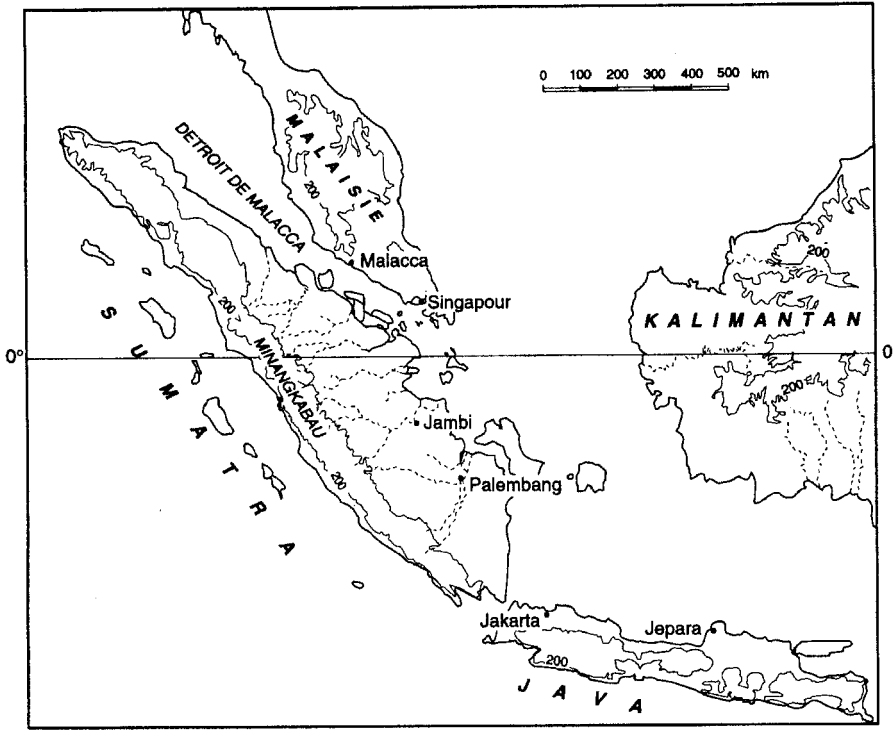 0 100 200 300 400 500 km
MALAISIE
DETROIT DE MALACCA
200
200
Malacca
Singapour
KALIMANTAN
200
SUMATRA
0°
0
MINANGKABAU
200
200
Jambi
Palembang
Jakarta
Jepara
200
JAVA